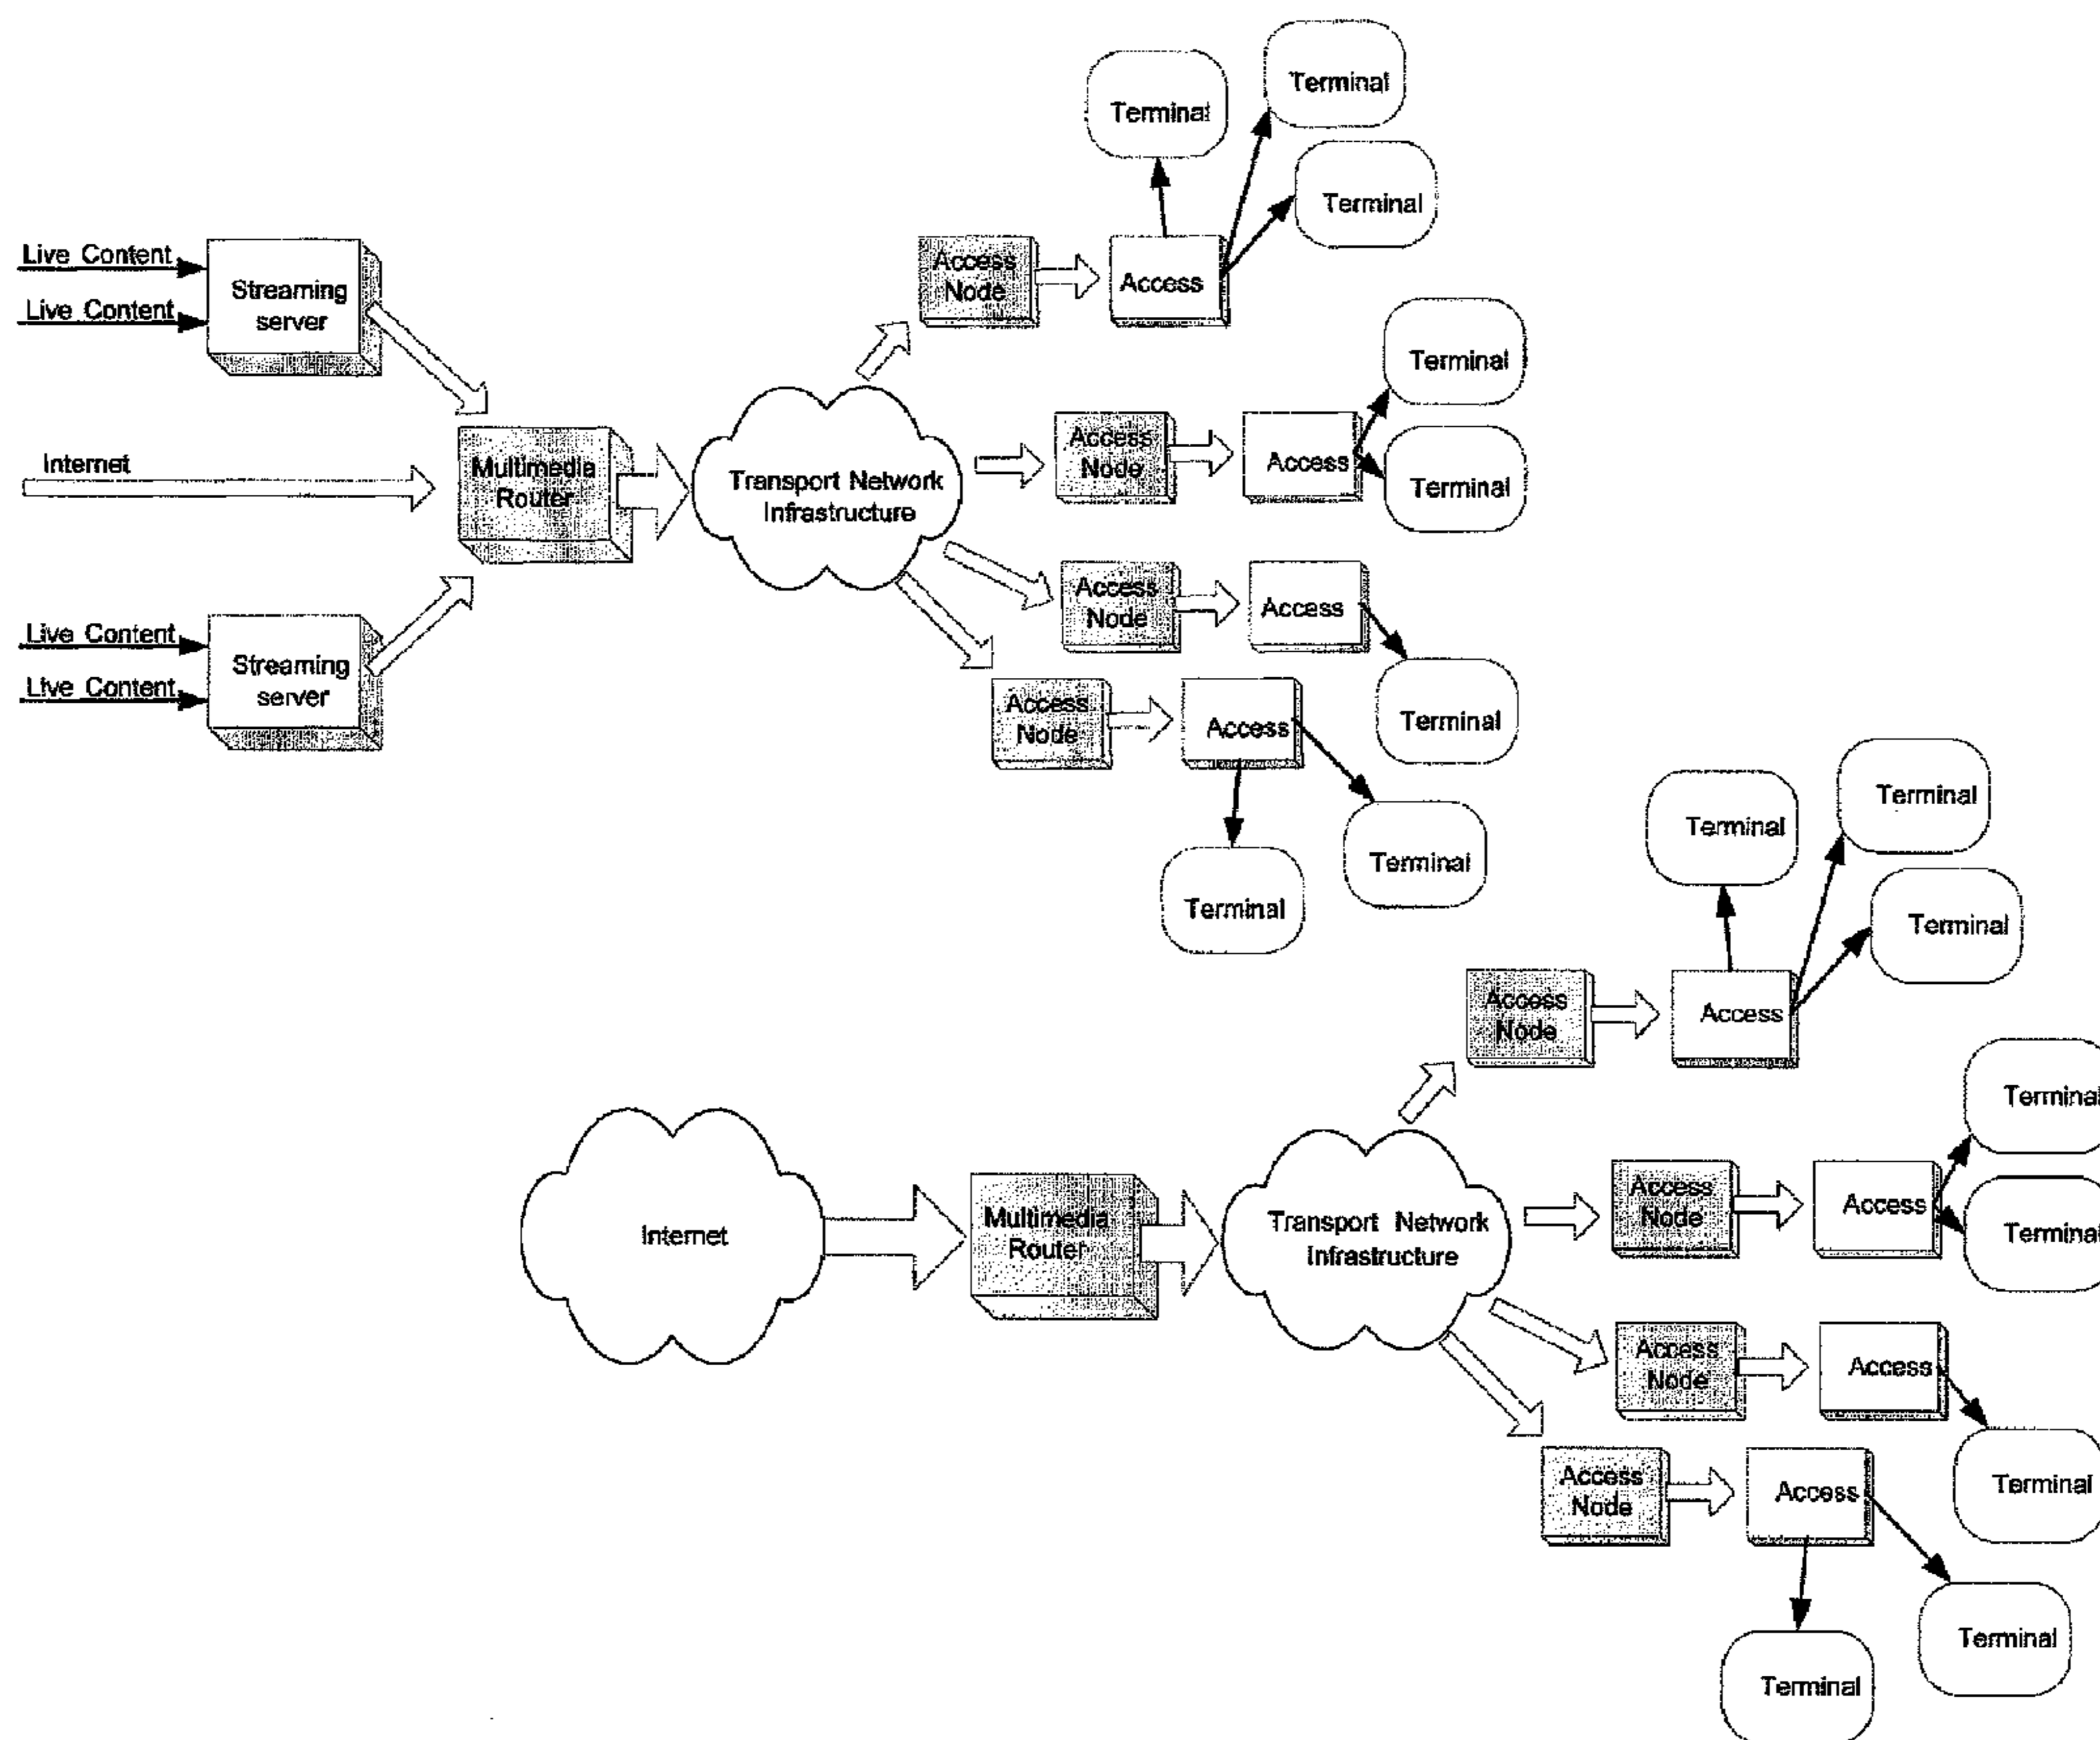 Terminal
Terminal
Terminal
Live Content
Live Content
Streaming
server
Access
Node
Access
Terminal
Internet
Multimedia
Router
Transport Network
Infrastructure
Access
Node
Access
Terminal
Access
Node
Access
Live Content
Live Content
Streaming
server
Access
Node
Access
Terminal
Terminal
Terminal
Terminal
Terminal
Terminal
Access
Node
Access
Terminal
Internet
Multimedia
Router
Transport Network
Infrastructure
Access
Node
Access
Terminal
Terminal
Access
Node
Access
Access
Node
Access
Terminal
Terminal
Terminal